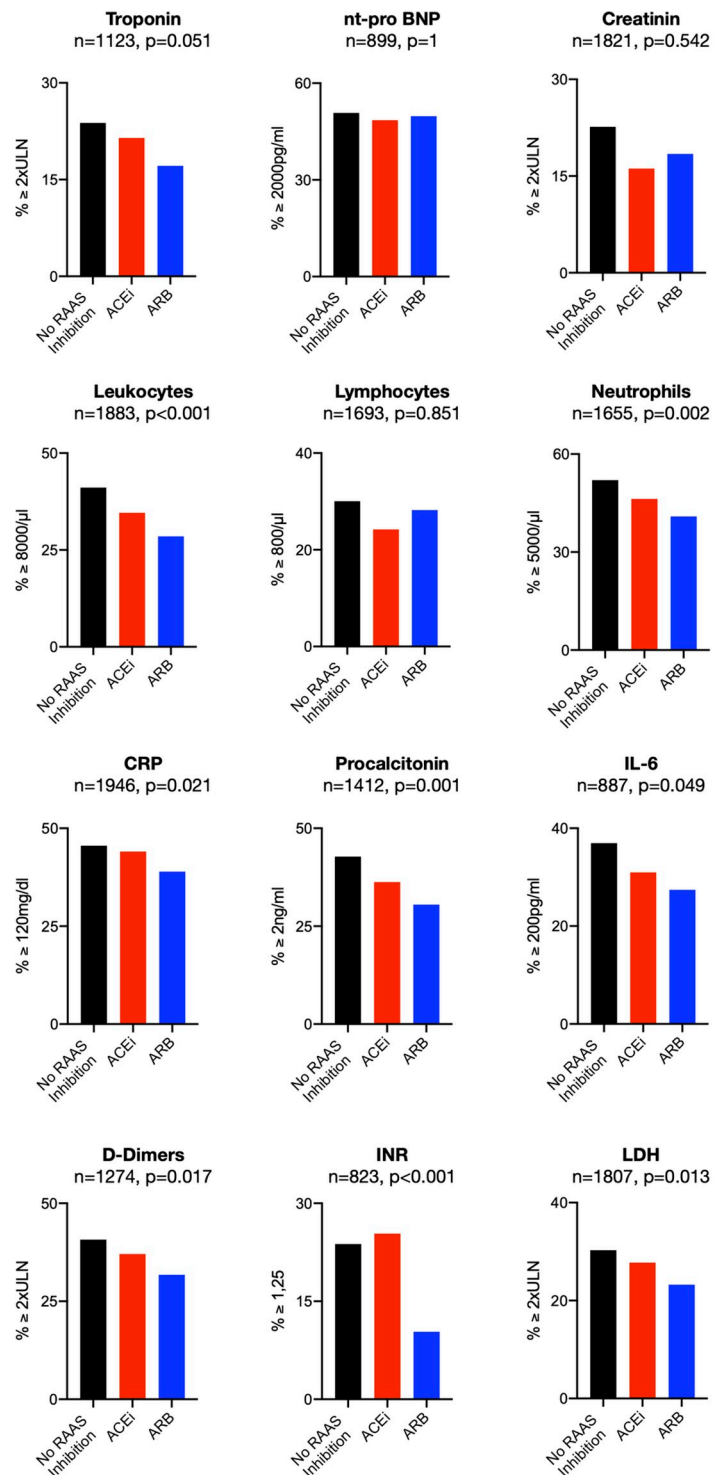 Troponin
n=1123, p=0.051
% ≥ 2xULN
30
15
0
No RAAS
Inhibition
ACEi
ARB
nt-pro BNP
n=899, p=1
% ≥ 2000pg/ml
60
30
0
No RAAS
Inhibition
ACEi
ARB
Creatinin
n=1821, p=0.542
% ≥ 2xULN
30
15
0
No RAAS
Inhibition
ACEi
ARB
Leukocytes
n=1883, p<0.001
% ≥ 8000/µl
50
25
0
No RAAS
Inhibition
ACEi
ARB
Lymphocytes
n=1693, p=0.851
% ≥ 800/µl
40
20
0
No RAAS
Inhibition
ACEi
ARB
Neutrophils
n=1655, p=0.002
% ≥ 5000/µl
60
30
0
No RAAS
Inhibition
ACEi
ARB
CRP
n=1946, p=0.021
% ≥ 120mg/dl
50
25
0
No RAAS
Inhibition
ACEi
ARB
Procalcitonin
n=1412, p=0.001
% ≥ 2ng/ml
50
25
0
No RAAS
Inhibition
ACEi
ARB
IL-6
n=887, p=0.049
% ≥ 200pg/ml
40
20
0
No RAAS
Inhibition
ACEi
ARB
D-Dimers
n=1274, p=0.017
% ≥ 2xULN
50
25
0
No RAAS
Inhibition
ACEi
ARB
INR
n=823, p<0.001
% ≥ 1,25
30
15
0
No RAAS
Inhibition
ACEi
ARB
LDH
n=1807, p=0.013
% ≥ 2xULN
40
20
0
No RAAS
Inhibition
ACEi
ARB